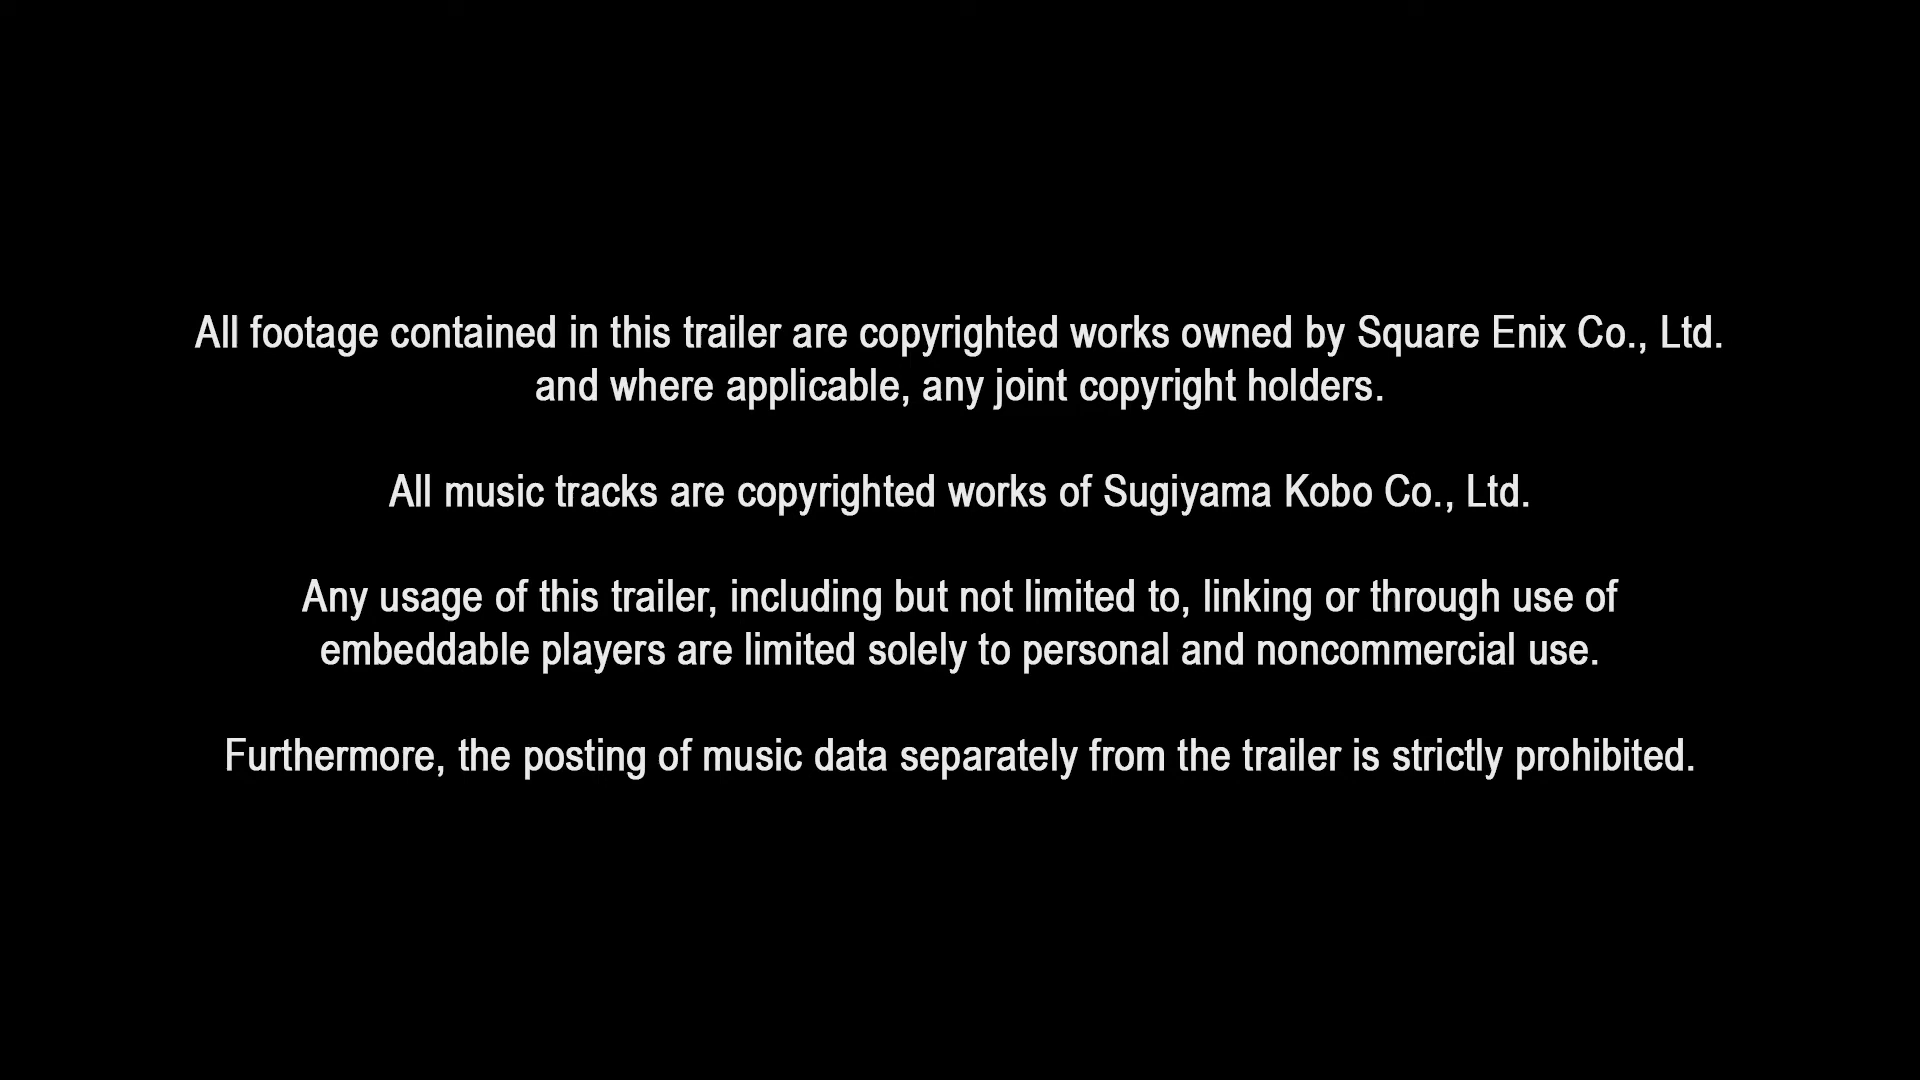 All footage contained in this trailer are copyrighted works owned by Square Enix Co., Ltd.
and where applicable, any joint copyright holders.
All music tracks are copyrighted works of Sugiyama Kobo Co., Ltd.
Any usage of this trailer, including but not limited to, linking or through use of
embeddable players are limited solely to personal and noncommercial use.
Furthermore, the posting of music data separately from the trailer is strictly prohibited.